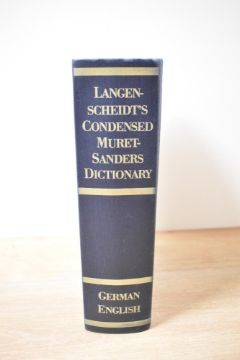 LANGEN-
SCHEIDT'S
CONDENSED
MURET-
SANDERS
DICTIONARY
GERMAN
ENGLISH